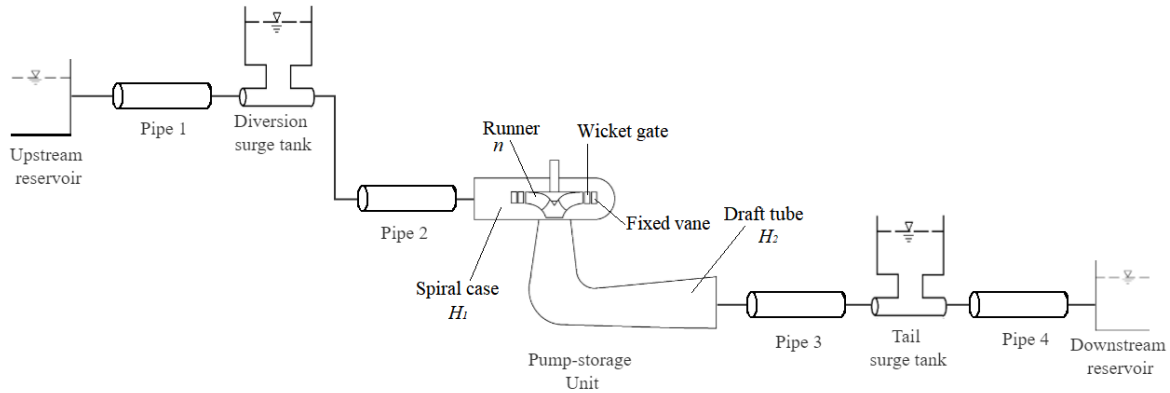 Upstream
reservoir
Pipe 1
Diversion
surge tank
Pipe 2
Runner
n
Wicket gate
Fixed vane
Spiral case
H1
Draft tube
H2
Pump-storage
Unit
Pipe 3
Tail
surge tank
Pipe 4
Downstream
reservoir